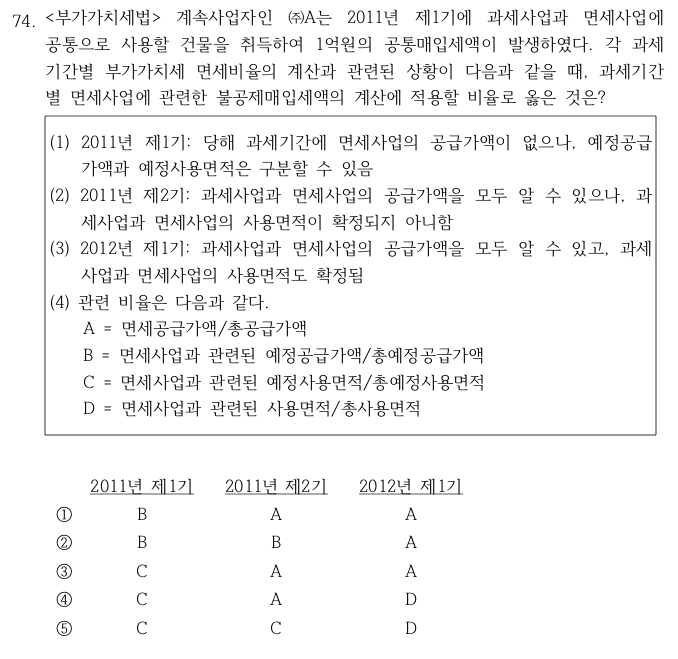 74. <부가가치세법> 계속사업자인 ㈜A는 2011년 제1기에 과세사업과 면세사업에
공통으로 사용할 건물을 취득하여 1억원의 공통매입세액이 발생하였다. 각 과세
기간별 부가가치세 면세비율의 계산과 관련된 상황이 다음과 같을 때, 과세기간
별 면세사업에 관련한 불공제매입세액의 계산에 적용할 비율로 옳은 것은?
(1) 2011년 제1기: 당해 과세기간에 면세사업의 공급가액이 없으나, 예정공급
가액과 예정사용면적은 구분할 수 있음
(2) 2011년 제2기: 과세사업과 면세사업의 공급가액을 모두 알 수 있으나, 과
세사업과 면세사업의 사용면적이 확정되지 아니함
(3) 2012년 제1기: 과세사업과 면세사업의 공급가액을 모두 알 수 있고, 과세
사업과 면세사업의 사용면적도 확정됨
(4) 관련 비율은 다음과 같다.
A = 면세공급가액/총공급가액
B = 면세사업과 관련된 예정공급가액/총예정공급가액
C = 면세사업과 관련된 예정사용면적/총예정사용면적
D = 면세사업과 관련된 사용면적/총사용면적
2011년 제1기 2011년 제2기 2012년 제1기
① B A A
② B B A
③ C A A
④ C A D
⑤ C C D